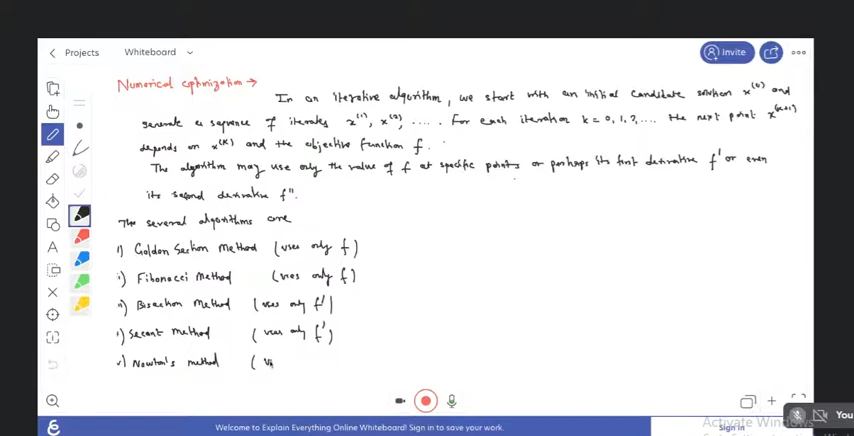 Projects
Whiteboard
Invite
Numerical optimization →
In an iterative algorithm, we start with an initial candidate solution x^(0) and
generate a sequence of iterates x^(1), x^(2), ..... For each iteration k = 0, 1, 2, .... the next point x^(k+1)
depends on x^(k) and the objective function f.
The algorithm may use only the value of f at specific points or perhaps its first derivative f' or even
its second derivative f".
The several algorithms are
i) Golden Section Method (uses only f)
ii) Fibonacci Method (uses only f)
Bisection Method (uses only f')
Secant Method (uses only f')
v) Newton's method (
A
Welcome to Explain Everything Online Whiteboard! Sign in to save your work.
Sign in
Activate Windows
You